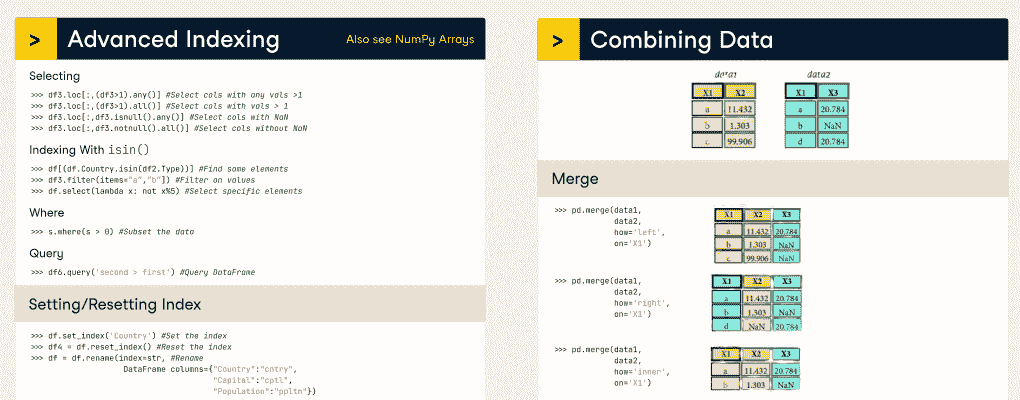 > Advanced Indexing Also see NumPy Arrays
Selecting
>>> df3.loc[:,(df3>1).any()] #Select cols with any vals >1
>>> df3.loc[:,(df3>1).all()] #Select cols with vals > 1
>>> df3.loc[:,df3.isnull().any()] #Select cols with NaN
>>> df3.loc[:,df3.notnull().all()] #Select cols without NaN
Indexing With isin()
>>> df[(df.Country.isin(df2.Type))] #Find some elements
>>> df3.filter(items="a","b"]) #Filter on values
>>> df.select(lambda x: not x%5) #Select specific elements
Where
>>> s.where(s > 0) #Subset the data
Query
>>> df6.query('second > first') #Query DataFrame
Setting/Resetting Index
>>> df.set_index('Country') #Set the index
>>> df4 = df.reset_index() #Reset the index
>>> df = df.rename(index=str, #Rename
DataFrame columns={"Country":"cntry",
"Capital":"cptl",
"Population":"ppltn"})
> Combining Data
data1 data2
X1 X2 X1 X3
a 11.432 a 20.784
b 1.303 b NaN
c 99.906 d 20.784
Merge
>>> pd.merge(data1,
data2,
how='left',
on='X1')
X1 X2 X3
a 11.432 20.784
b 1.303 NaN
c 99.906 NaN
>>> pd.merge(data1,
data2,
how='right',
on='X1')
X1 X2 X3
a 11.432 20.784
b 1.303 NaN
d NaN 20.784
>>> pd.merge(data1,
data2,
how='inner',
on='X1')
X1 X2 X3
a 11.432 20.784
b 1.303 NaN